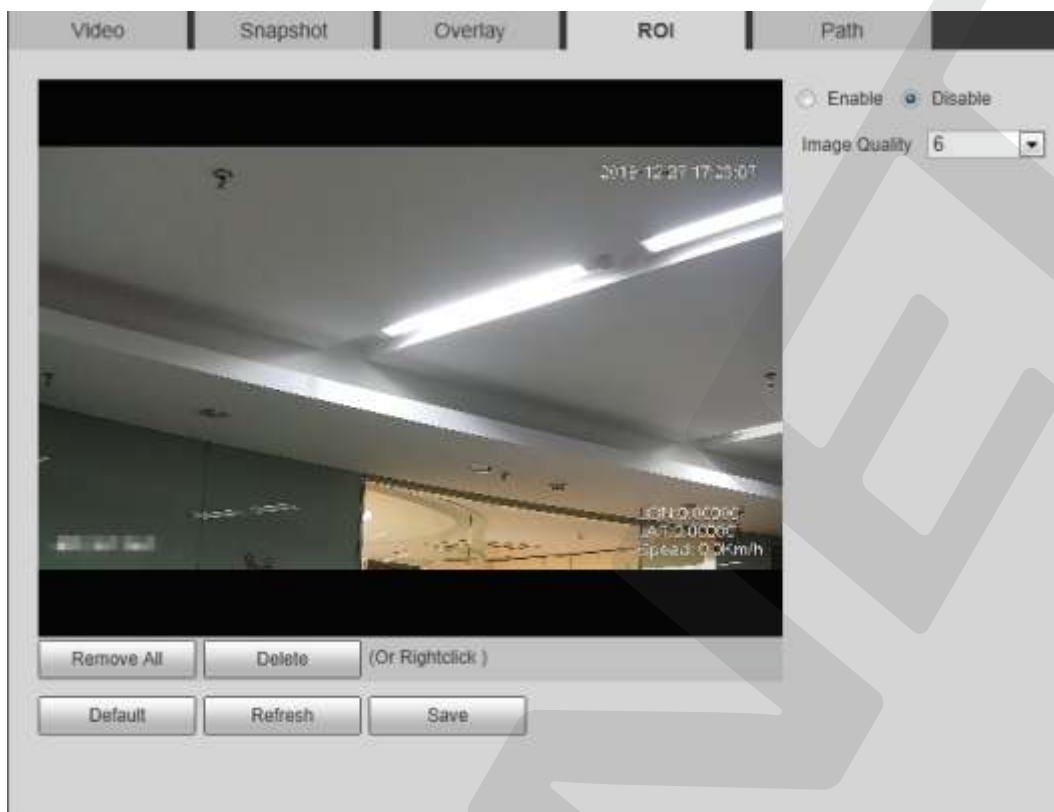 Video Snapshot Overlay ROI Path
Enable Disable
Image Quality 6
Speed: 0.0Km/h
Remove All Delete (Or Rightclick )
Default Refresh Save